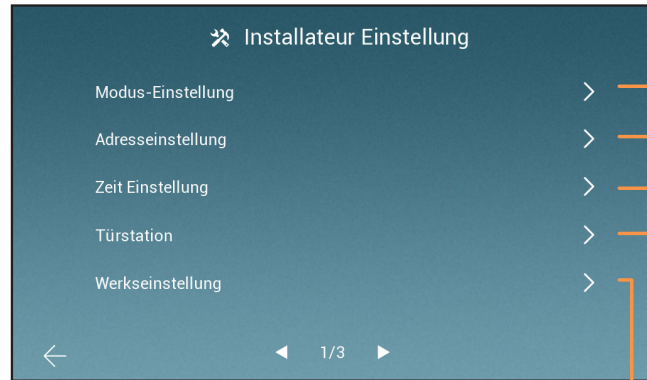 Installateur Einstellung
Modus-Einstellung
Adresseinstellung
Zeit Einstellung
Türstation
Werkseinstellung
1/3